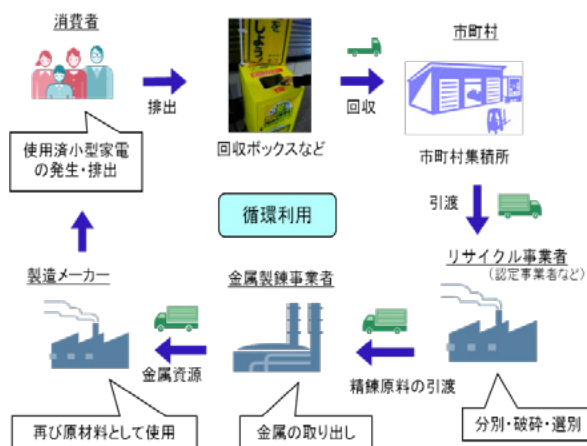 消費者
排出
回収ボックスなど
回収
市町村
市町村集積所
使用済小型家電
の発生・排出
循環利用
引渡
リサイクル事業者
(認定事業者など)
製造メーカー
金属製錬事業者
金属資源
精錬原料の引渡
再び原材料として使用
金属の取り出し
分別・破砕・選別